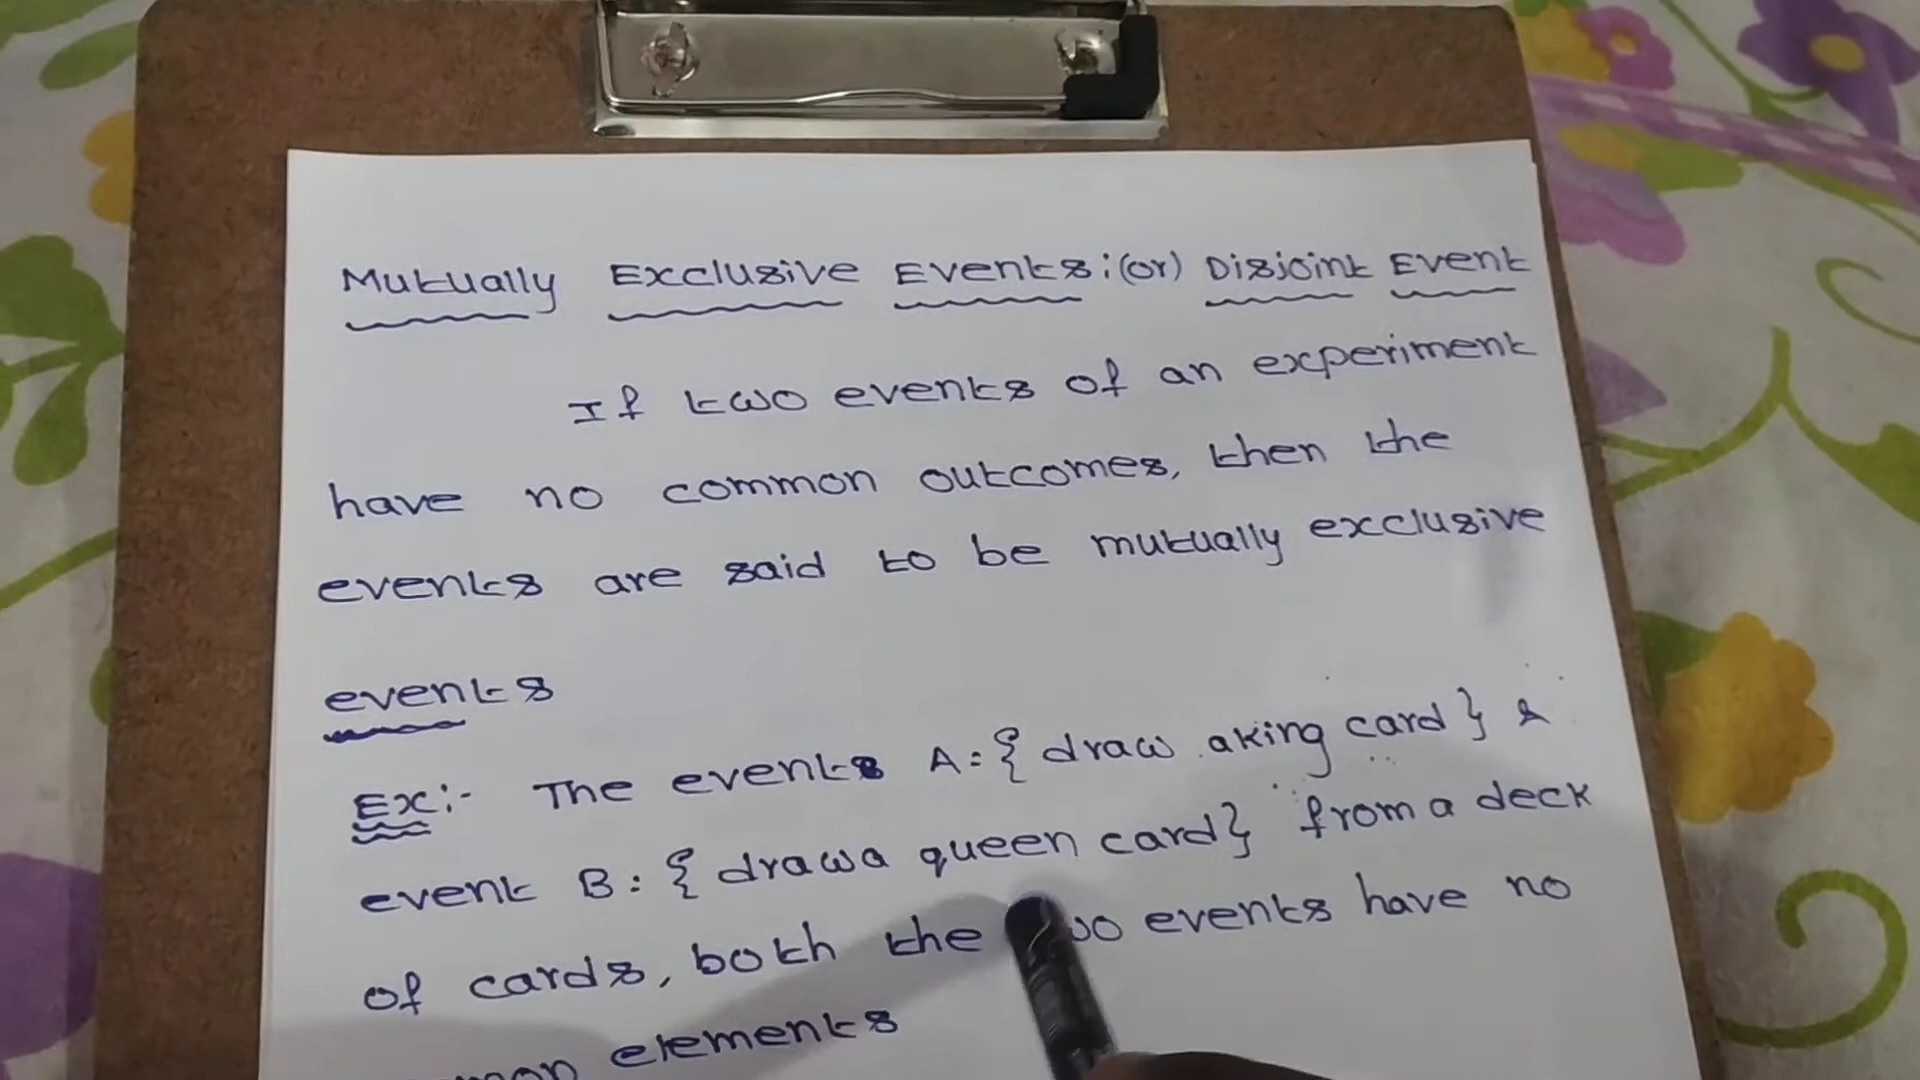 Mutually Exclusive Events:(or) Disjoint Event
If two events of an experiment
have no common outcomes, then the
events are said to be mutually exclusive
events
Ex:- The events A:{draw aking card} &
event B:{drawa queen card} from a deck
of cards, both the events have no
elements